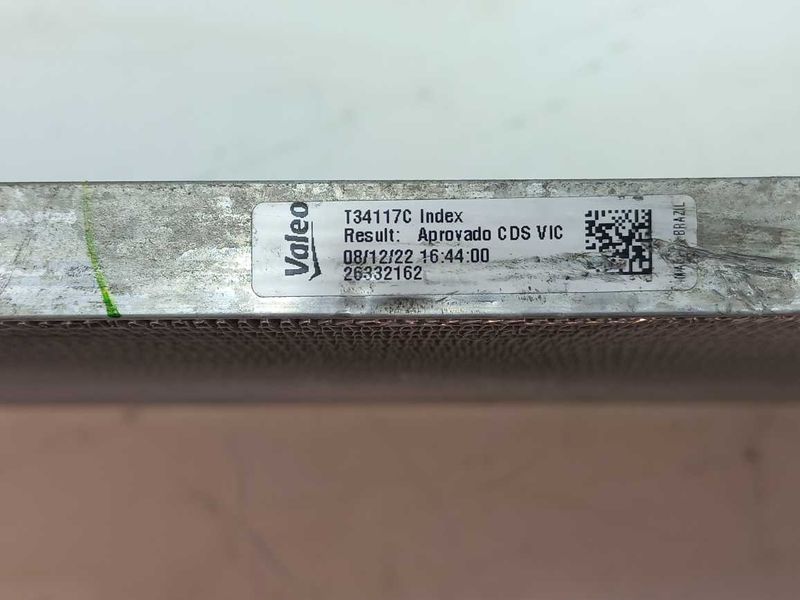 Valeo
T34117C Index
Result: Aprovado CDS VIC
08/12/22 16:44:00
26332162
BRAZIL